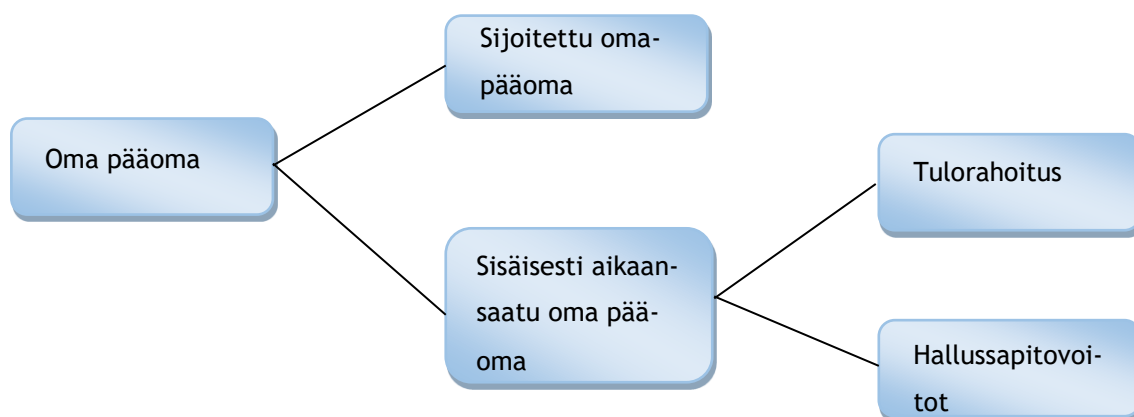 Sijoitettu oma-
pääoma
Oma pääoma
Tulorahoitus
Sisäisesti aikaan-
saatu oma pää-
oma
Hallussapitovoi-
tot